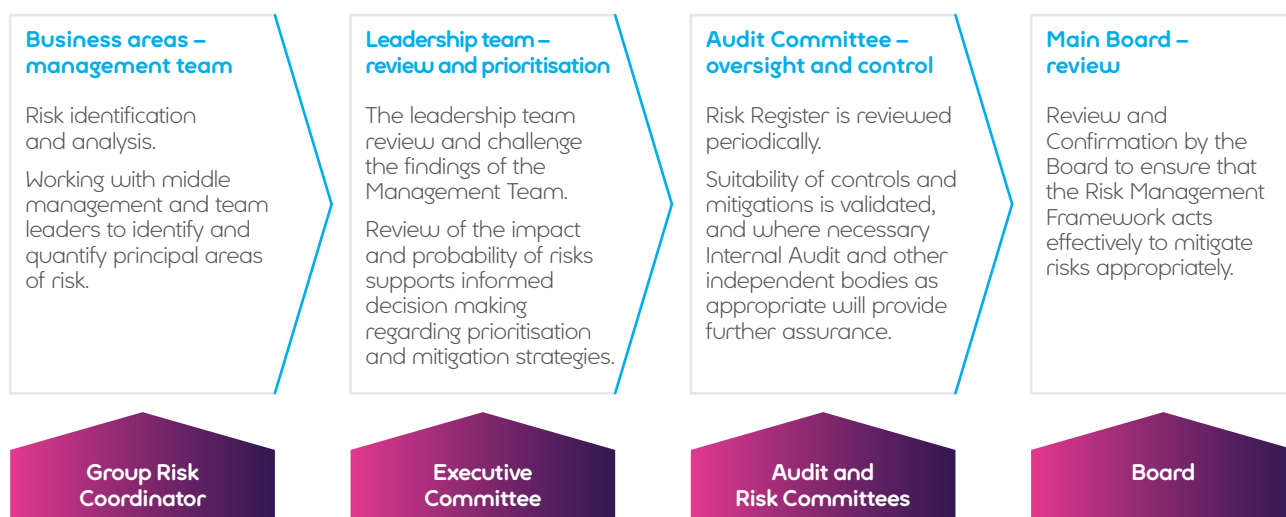 Business areas –
management team
Risk identification
and analysis.
Working with middle
management and team
leaders to identify and
quantify principal areas
of risk.
Leadership team –
review and prioritisation
The leadership team
review and challenge
the findings of the
Management Team.
Review of the impact
and probability of risks
supports informed
decision making
regarding prioritisation
and mitigation strategies.
Audit Committee –
oversight and control
Risk Register is reviewed
periodically.
Suitability of controls and
mitigations is validated,
and where necessary
Internal Audit and other
independent bodies as
appropriate will provide
further assurance.
Main Board –
review
Review and
Confirmation by the
Board to ensure that
the Risk Management
Framework acts
effectively to mitigate
risks appropriately.
Group Risk
Coordinator
Executive
Committee
Audit and
Risk Committees
Board